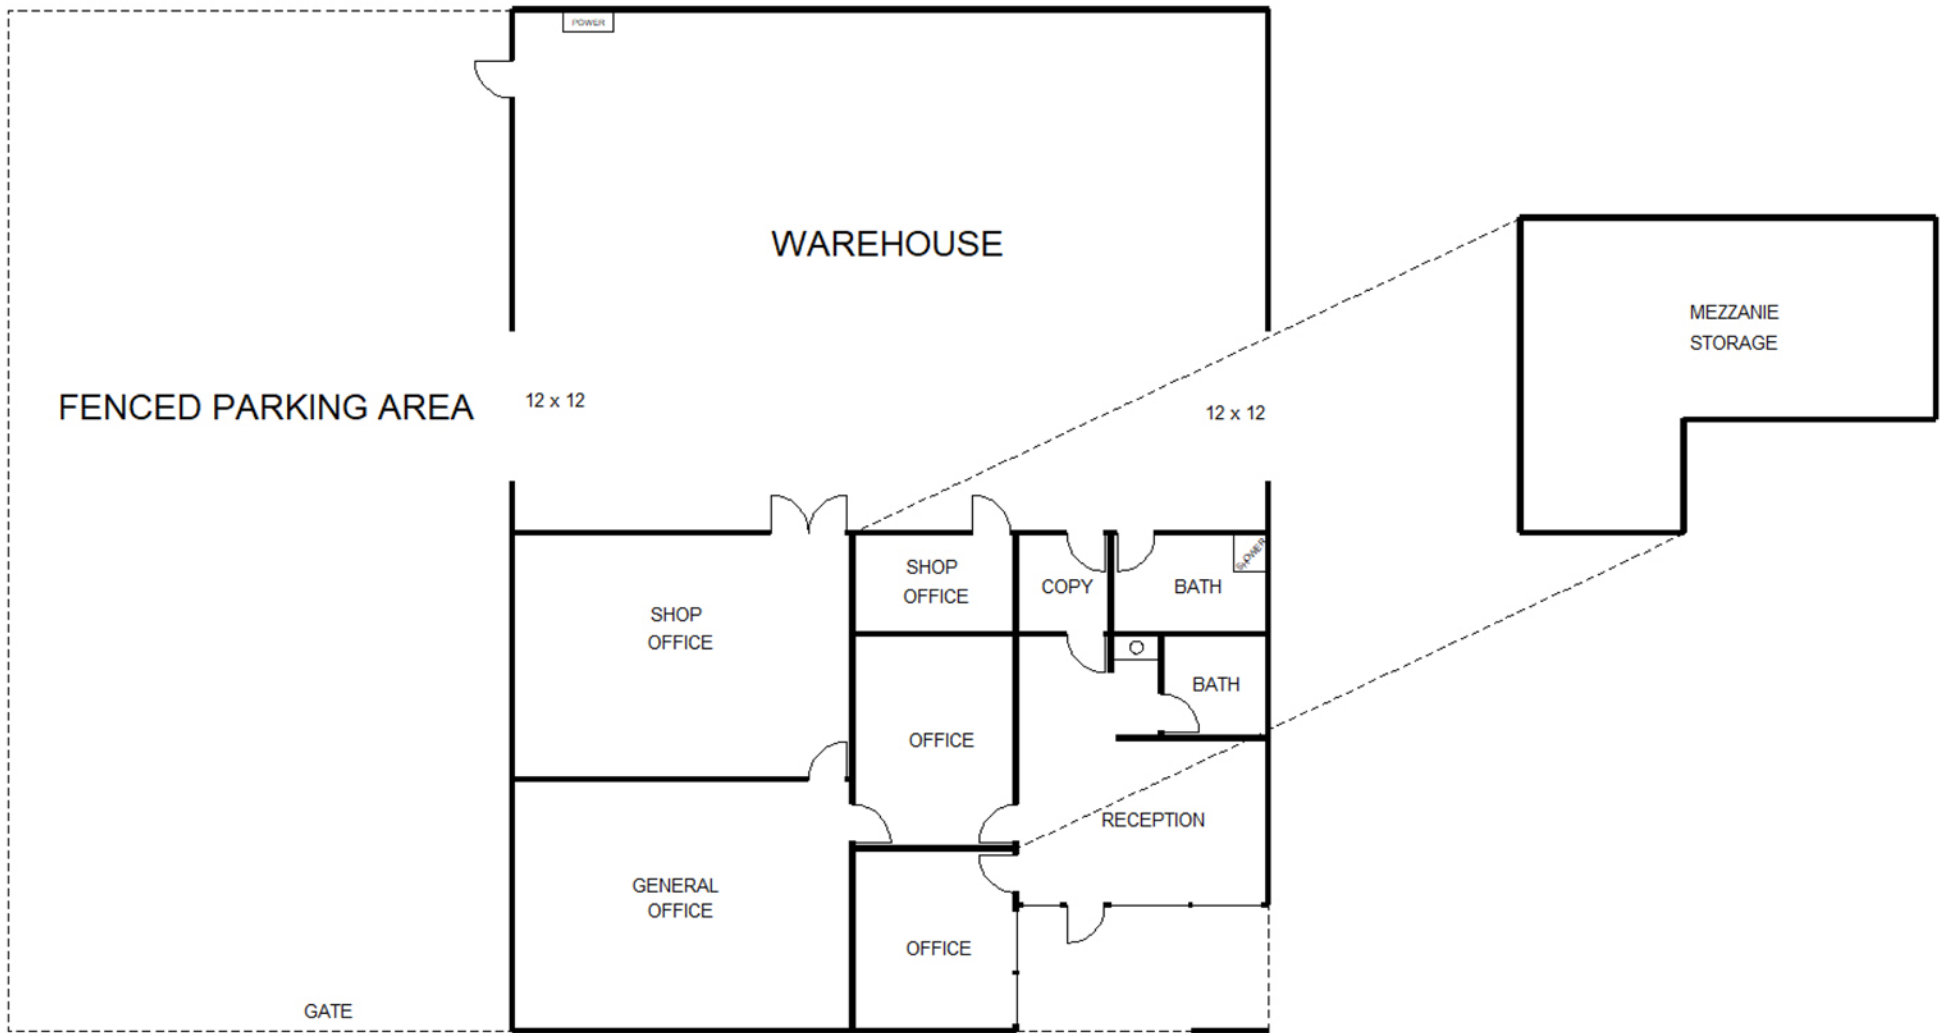 POWER
WAREHOUSE
MEZZANIE
STORAGE
FENCED PARKING AREA
12 x 12
12 x 12
SHOP
OFFICE
SHOP
OFFICE
COPY
BATH
SHOWER
BATH
OFFICE
RECEPTION
GENERAL
OFFICE
OFFICE
GATE